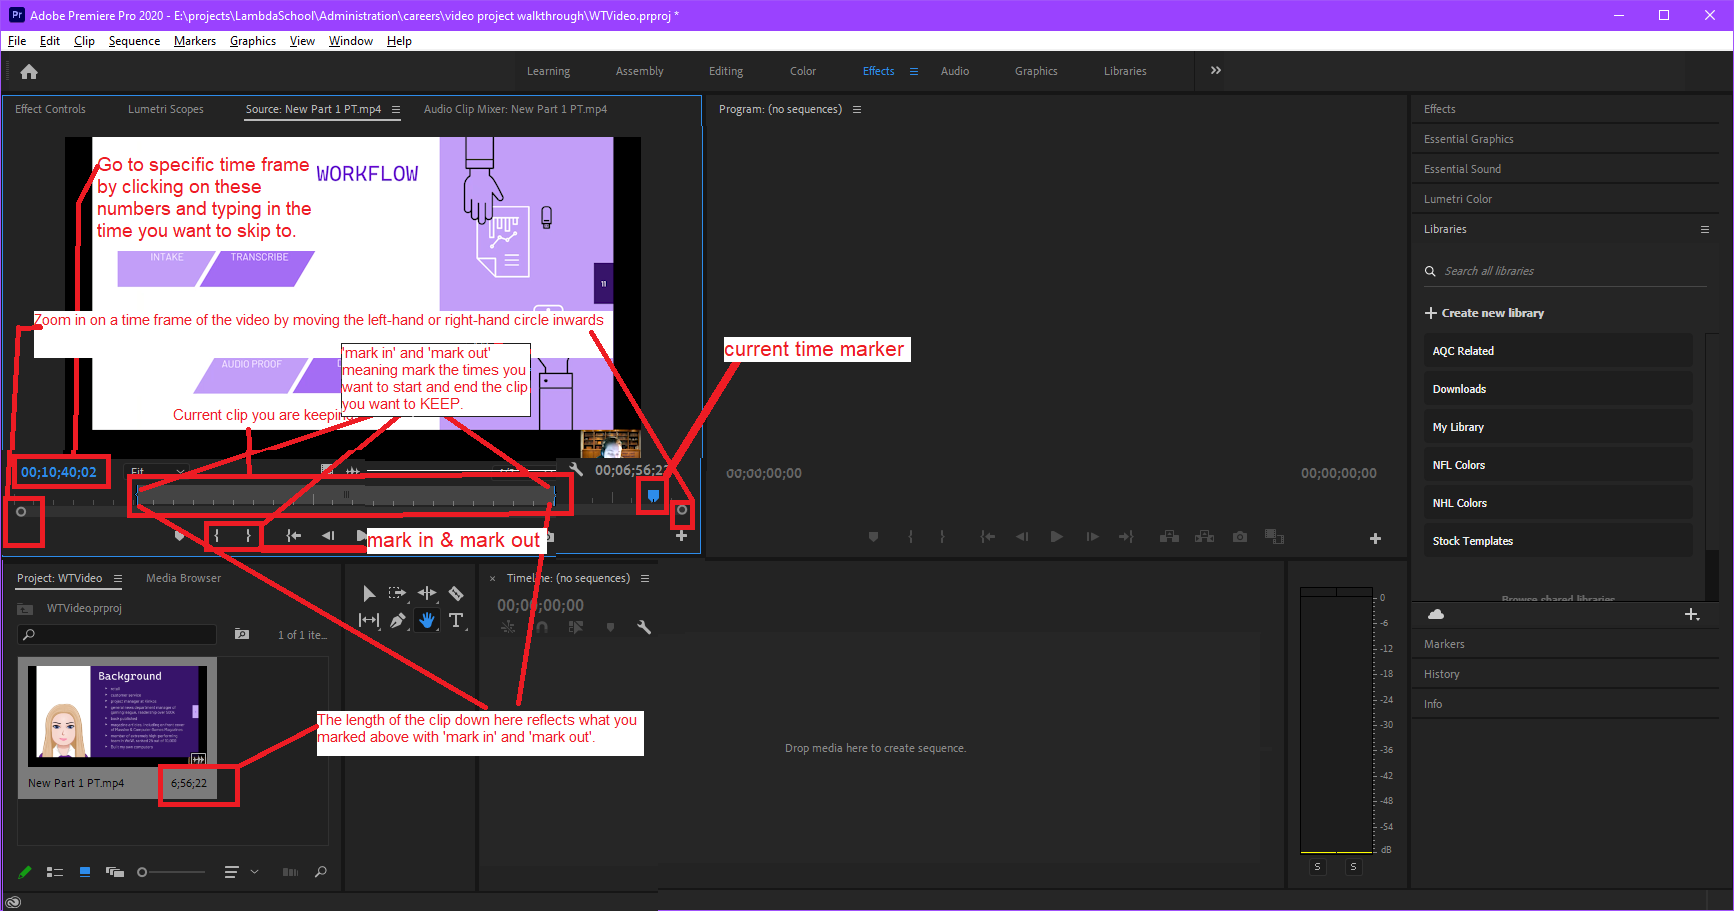 Adobe Premiere Pro 2020 - E:\projects\LambdaSchool\Administration\careers\video project walkthrough\WTVideo.prproj *
File Edit Clip Sequence Markers Graphics View Window Help
Learning Assembly Editing Color Effects Audio Graphics Libraries
Effect Controls Lumetri Scopes Source: New Part 1 PT.mp4 Audio Clip Mixer: New Part 1 PT.mp4
Go to specific time frame
by clicking on these
numbers and typing in the
time you want to skip to.
WORKFLOW
INTAKE TRANSCRIBE
11
Zoom in on a time frame of the video by moving the left-hand or right-hand circle inwards
AUDIO PROOF
'mark in' and 'mark out'
meaning mark the times you
want to start and end the clip
you want to KEEP.
Current clip you are keeping
current time marker
00;10;40;02 Fit 00;06;56;22
mark in & mark out
Program: (no sequences)
00;00;00;00 00;00;00;00
Effects
Essential Graphics
Essential Sound
Lumetri Color
Libraries
Search all libraries
Create new library
AQC Related
Downloads
My Library
NFL Colors
NHL Colors
Stock Templates
Browse shared libraries
Markers
History
Info
Project: WTVideo Media Browser
WTVideo.prproj
1 of 1 ite...
Background
email
customer service
New Part 1 PT.mp4 6;56;22
The length of the clip down here reflects what you
marked above with 'mark in' and 'mark out'.
× Timeline: (no sequences)
00;00;00;00
Drop media here to create sequence.
0
-6
-12
-18
-24
-30
-36
-42
-48
-54
dB
S S